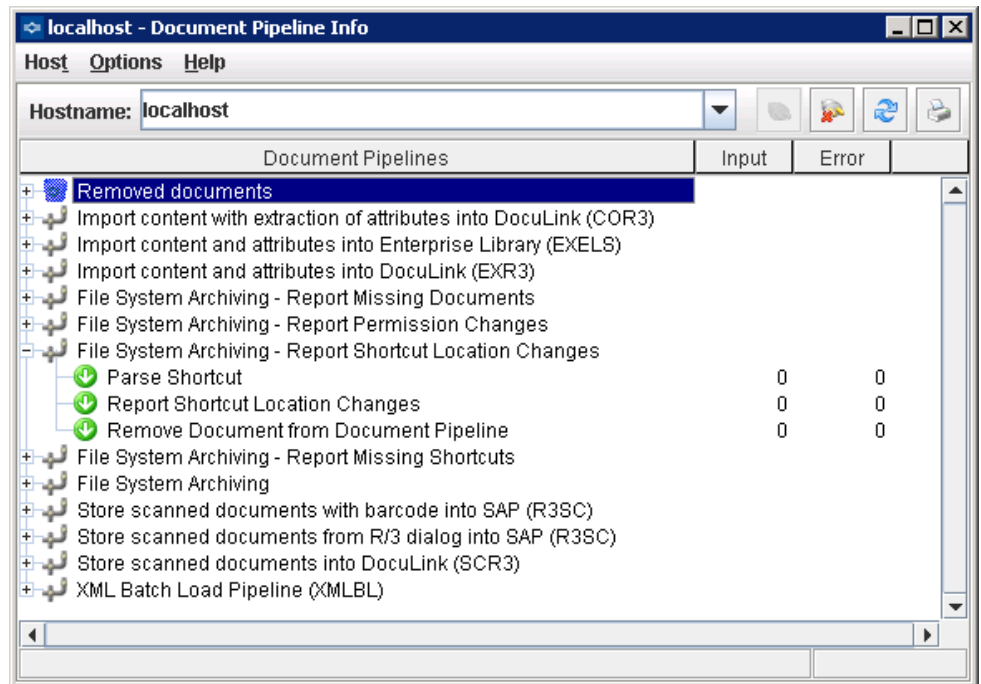 localhost - Document Pipeline Info
Host Options Help
Hostname: localhost
Document Pipelines Input Error
Removed documents
Import content with extraction of attributes into DocuLink (COR3)
Import content and attributes into Enterprise Library (EXELS)
Import content and attributes into DocuLink (EXR3)
File System Archiving - Report Missing Documents
File System Archiving - Report Permission Changes
File System Archiving - Report Shortcut Location Changes
Parse Shortcut 0 0
Report Shortcut Location Changes 0 0
Remove Document from Document Pipeline 0 0
File System Archiving - Report Missing Shortcuts
File System Archiving
Store scanned documents with barcode into SAP (R3SC)
Store scanned documents from R/3 dialog into SAP (R3SC)
Store scanned documents into DocuLink (SCR3)
XML Batch Load Pipeline (XMLBL)